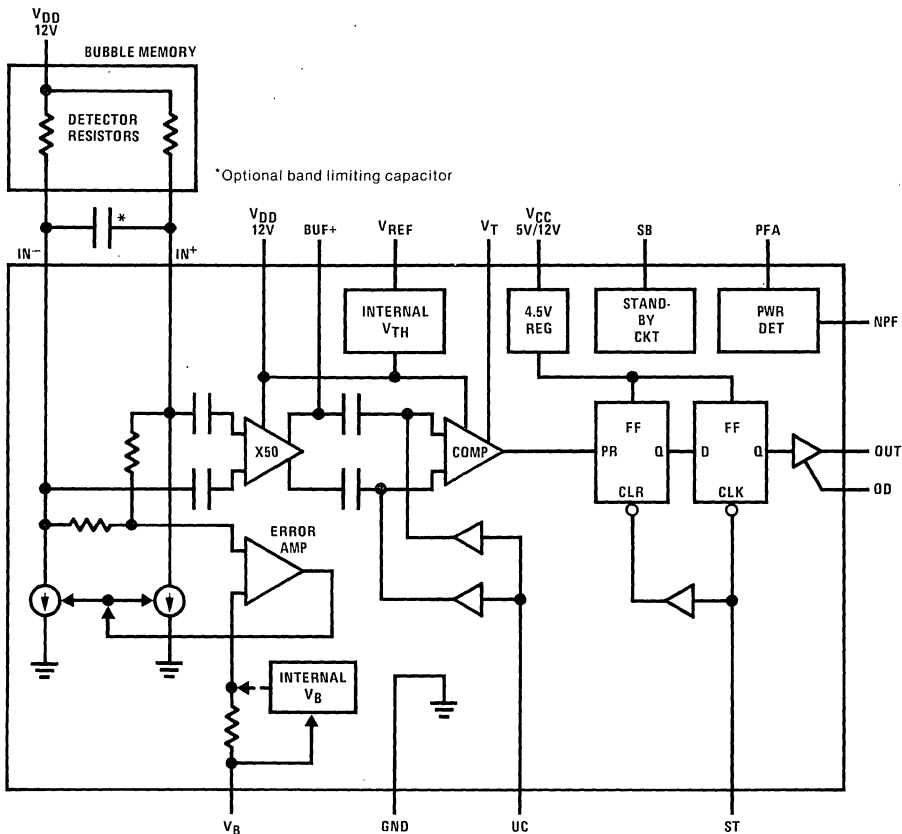 VDD
12V
BUBBLE MEMORY
DETECTOR
RESISTORS
*Optional band limiting capacitor
*
IN−
IN+
VDD
12V
BUF+
VREF
VT
VCC
5V/12V
SB
PFA
INTERNAL
VTH
4.5V
REG
STAND-
BY
CKT
PWR
DET
NPF
X50
COMP
FF
PR
Q
CLR
FF
D
Q
CLK
OUT
OD
ERROR
AMP
INTERNAL
VB
VB
GND
UC
ST